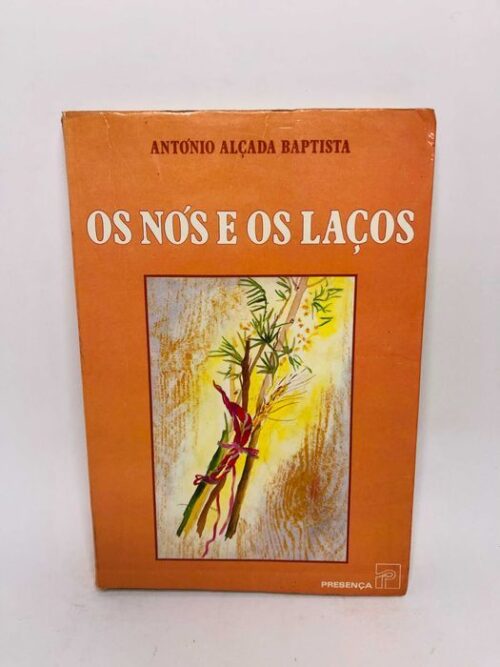 ANTÓNIO ALÇADA BAPTISTA
OS NÓS E OS LAÇOS
PRESENÇA